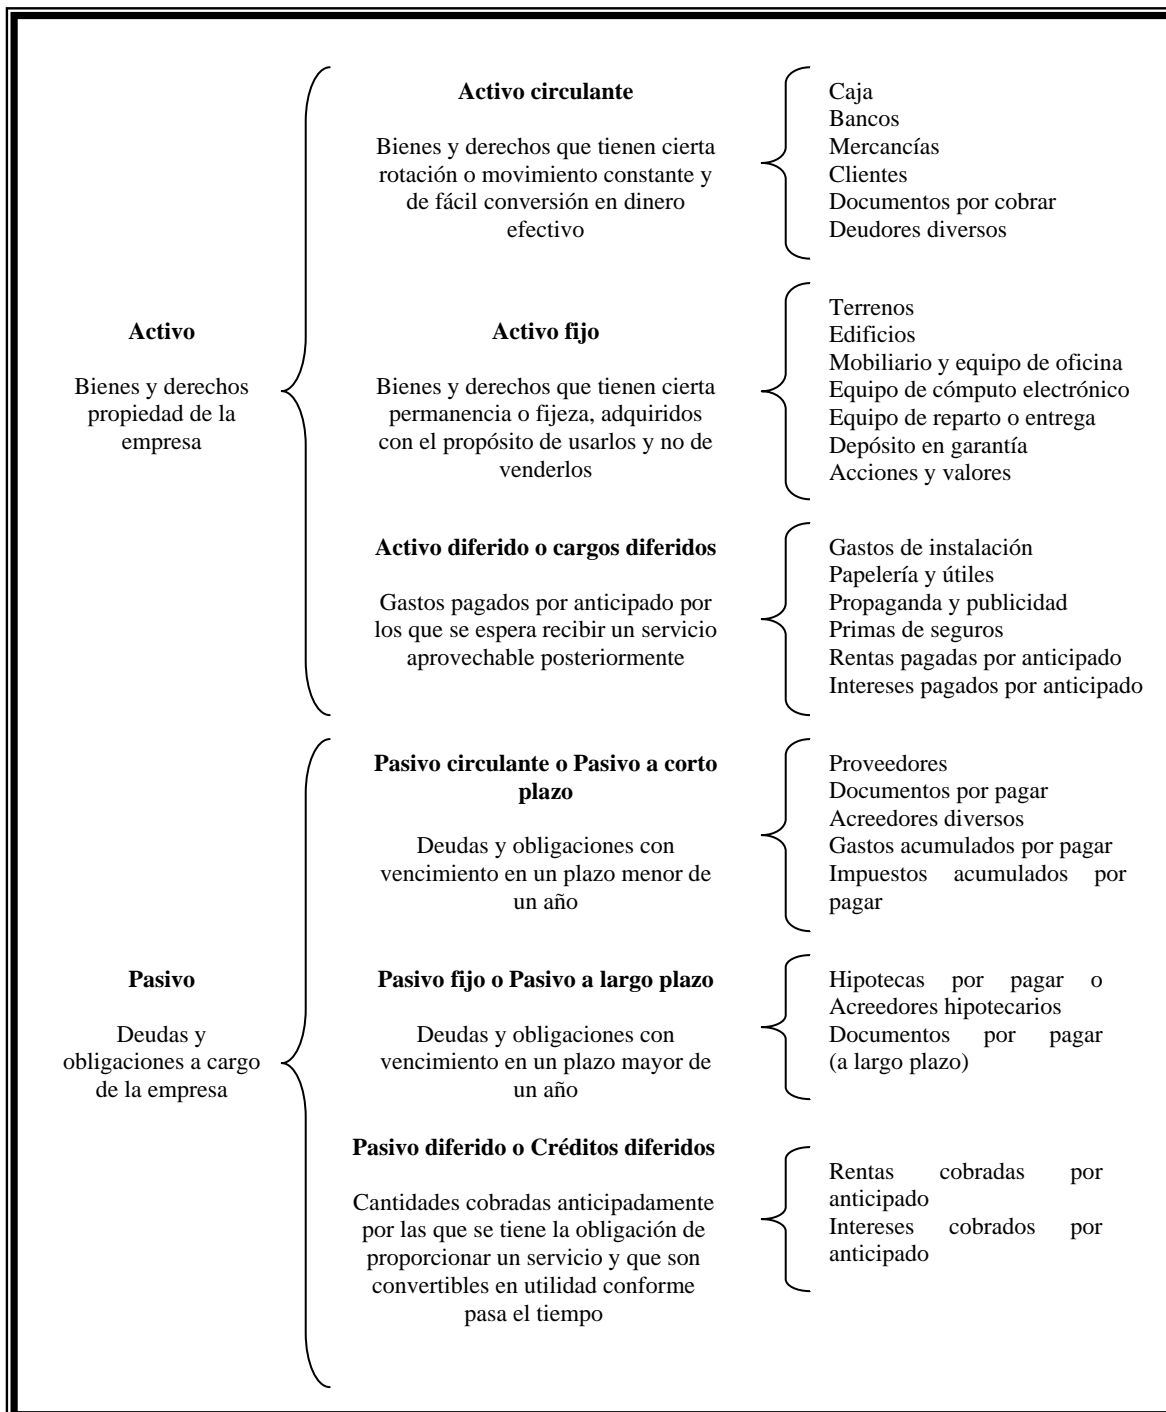 Activo
Bienes y derechos
propiedad de la
empresa
Activo circulante
Bienes y derechos que tienen cierta
rotación o movimiento constante y
de fácil conversión en dinero
efectivo
Caja
Bancos
Mercancías
Clientes
Documentos por cobrar
Deudores diversos
Activo fijo
Bienes y derechos que tienen cierta
permanencia o fijeza, adquiridos
con el propósito de usarlos y no de
venderlos
Terrenos
Edificios
Mobiliario y equipo de oficina
Equipo de cómputo electrónico
Equipo de reparto o entrega
Depósito en garantía
Acciones y valores
Activo diferido o cargos diferidos
Gastos pagados por anticipado por
los que se espera recibir un servicio
aprovechable posteriormente
Gastos de instalación
Papelería y útiles
Propaganda y publicidad
Primas de seguros
Rentas pagadas por anticipado
Intereses pagados por anticipado
Pasivo
Deudas y
obligaciones a cargo
de la empresa
Pasivo circulante o Pasivo a corto
plazo
Deudas y obligaciones con
vencimiento en un plazo menor de
un año
Proveedores
Documentos por pagar
Acreedores diversos
Gastos acumulados por pagar
Impuestos acumulados por
pagar
Pasivo fijo o Pasivo a largo plazo
Deudas y obligaciones con
vencimiento en un plazo mayor de
un año
Hipotecas por pagar o
Acreedores hipotecarios
Documentos por pagar
(a largo plazo)
Pasivo diferido o Créditos diferidos
Cantidades cobradas anticipadamente
por las que se tiene la obligación de
proporcionar un servicio y que son
convertibles en utilidad conforme
pasa el tiempo
Rentas cobradas por
anticipado
Intereses cobrados por
anticipado